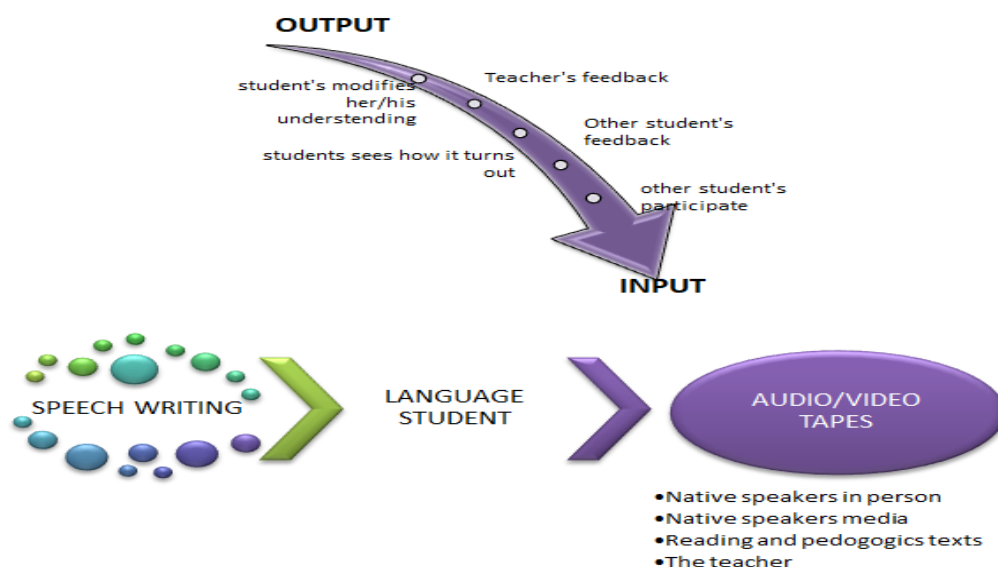 OUTPUT
Teacher's feedback
student's modifies
her/his
understending
Other student's
feedback
students sees how it turns
out
other student's
participate
INPUT
SPEECH WRITING
LANGUAGE
STUDENT
AUDIO/VIDEO
TAPES
•Native speakers in person
•Native speakers media
•Reading and pedogogics texts
•The teacher